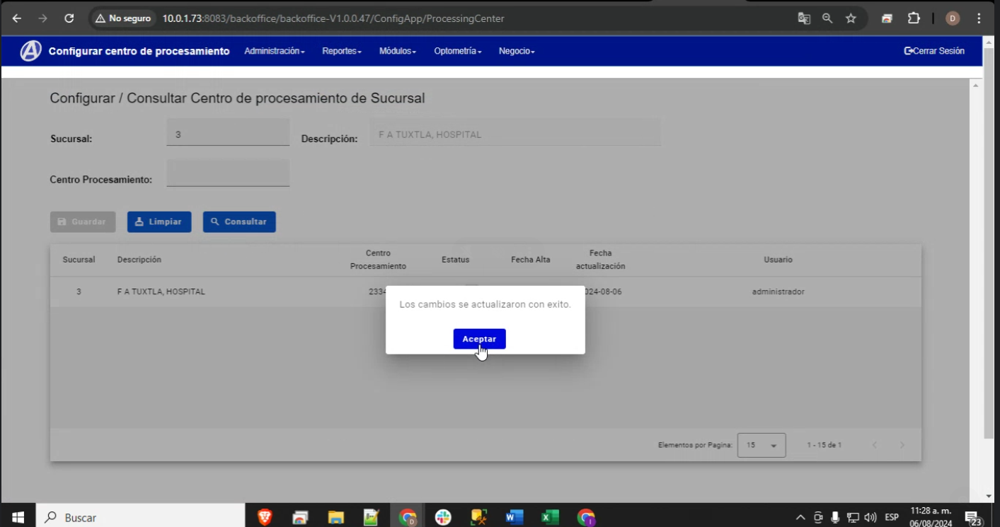 No seguro
10.0.1.73:8083/backoffice/backoffice-V1.0.0.47/ConfigApp/ProcessingCenter
D
A Configurar centro de procesamiento Administración Reportes Módulos Optometría Negocio Cerrar Sesión
Configurar / Consultar Centro de procesamiento de Sucursal
Sucursal: 3 Descripción: F A TUXTLA, HOSPITAL
Centro Procesamiento:
Guardar Limpiar Consultar
Sucursal Descripción Centro Procesamiento Estatus Fecha Alta Fecha actualización Usuario
3 F A TUXTLA, HOSPITAL 2334 024-08-06 administrador
Los cambios se actualizaron con exito.
Aceptar
Elementos por Pagina: 15 1 - 15 de 1
Buscar
ESP
11:28 a. m.
06/08/2024
23